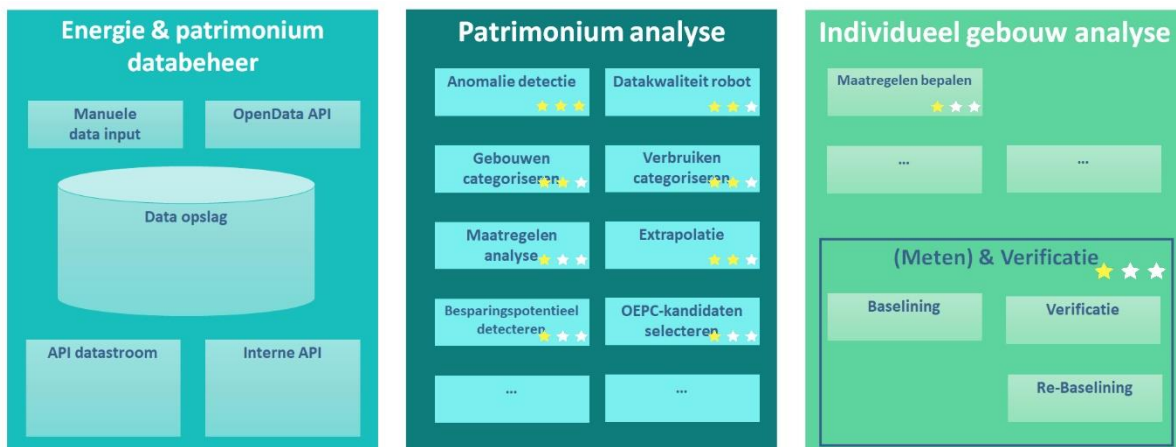 Energie & patrimonium
databeheer
Manuele
data input
OpenData API
Data opslag
API datastroom
Interne API
Patrimonium analyse
Anomalie detectie
Datakwaliteit robot
Gebouwen
categoriseren
Verbruiken
categoriseren
Maatregelen
analyse
Extrapolatie
Besparingspotentieel
detecteren
OEPC-kandidaten
selecteren
...
...
Individueel gebouw analyse
Maatregelen bepalen
...
...
(Meten) & Verificatie
Baselining
Verificatie
Re-Baselining